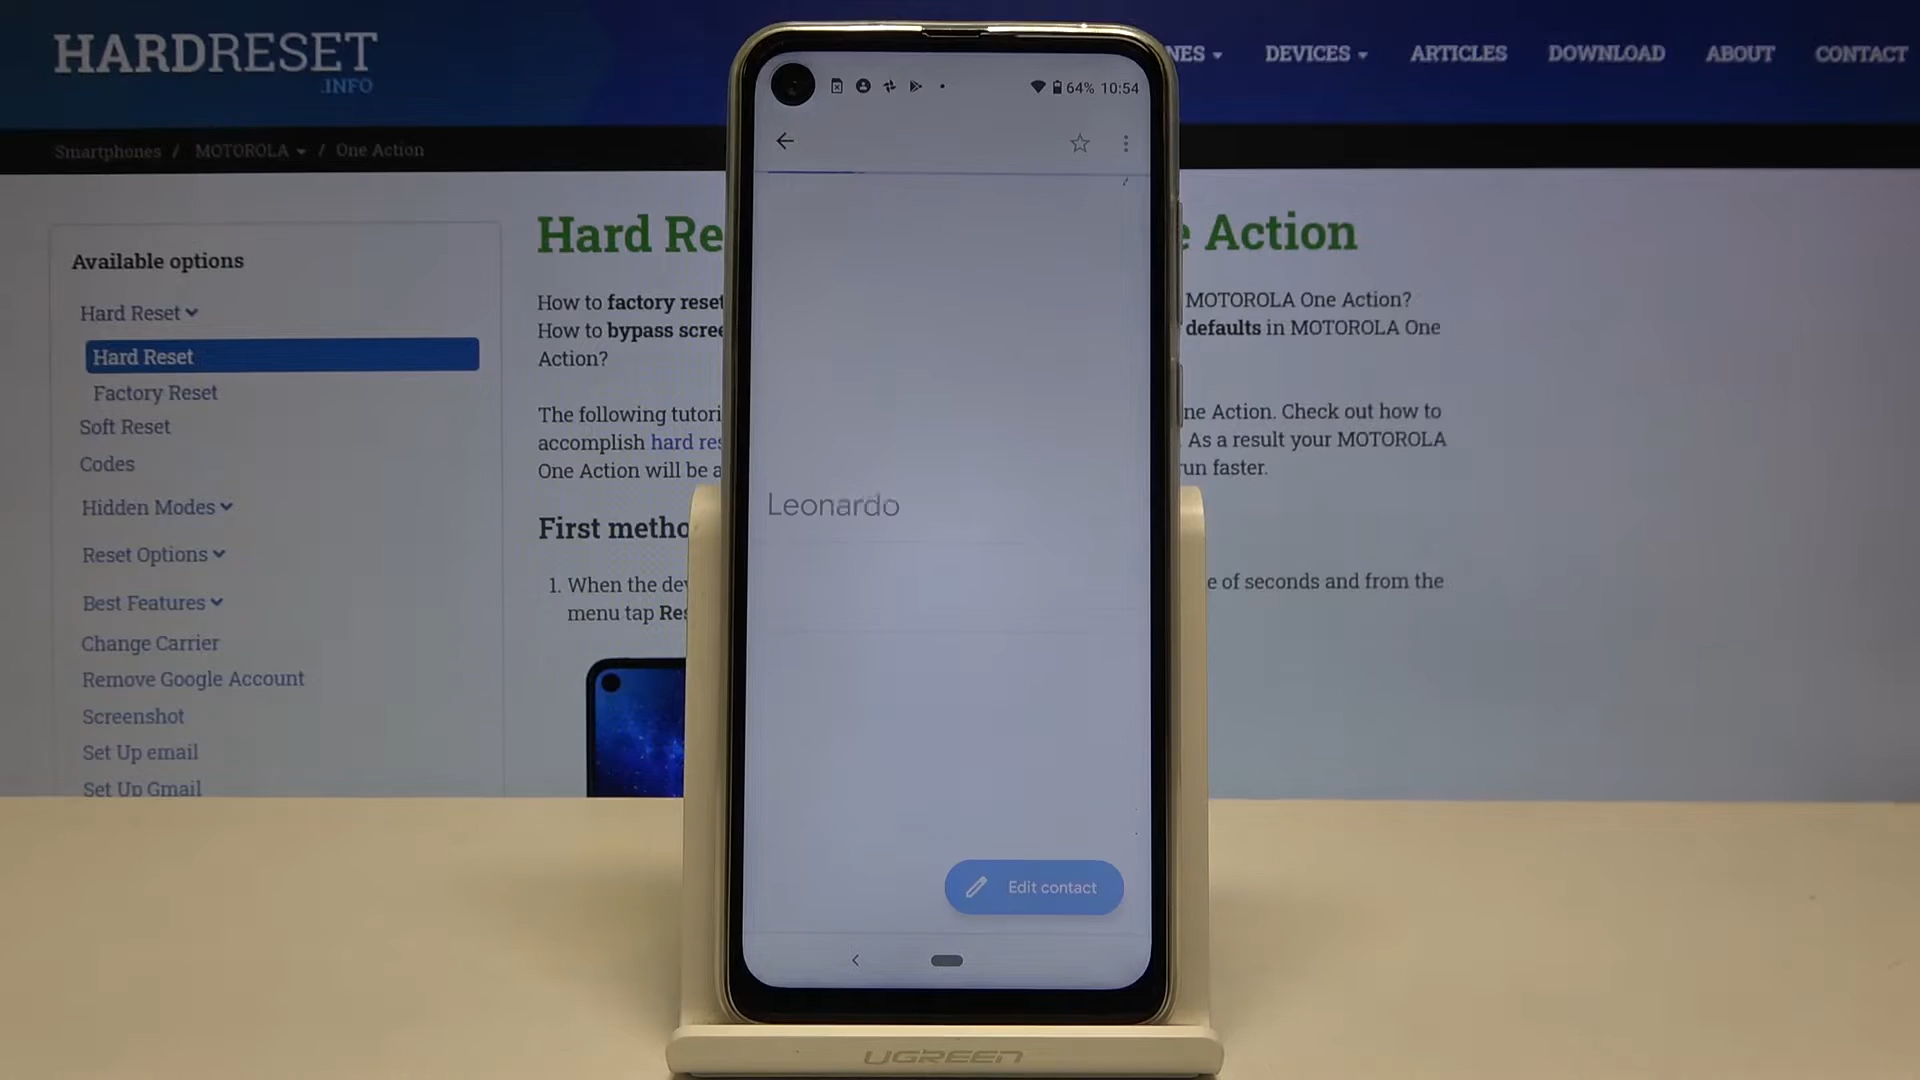 HARDRESET
.INFO
NES
DEVICES
ARTICLES
DOWNLOAD
ABOUT
CONTACT
Smartphones / MOTOROLA / One Action
64% 10:54
Available options
Hard Reset
Hard Reset
Factory Reset
Soft Reset
Codes
Hidden Modes
Reset Options
Best Features
Change Carrier
Remove Google Account
Screenshot
Set Up email
Set Up Gmail
Hard Re
e Action
How to factory reset
MOTOROLA One Action?
How to bypass scree
defaults in MOTOROLA One
Action?
The following tutori
ne Action. Check out how to
accomplish hard res
. As a result your MOTOROLA
One Action will be a
un faster.
First metho
1. When the dev
e of seconds and from the
menu tap Res
Leonardo
Edit contact
UGREEN